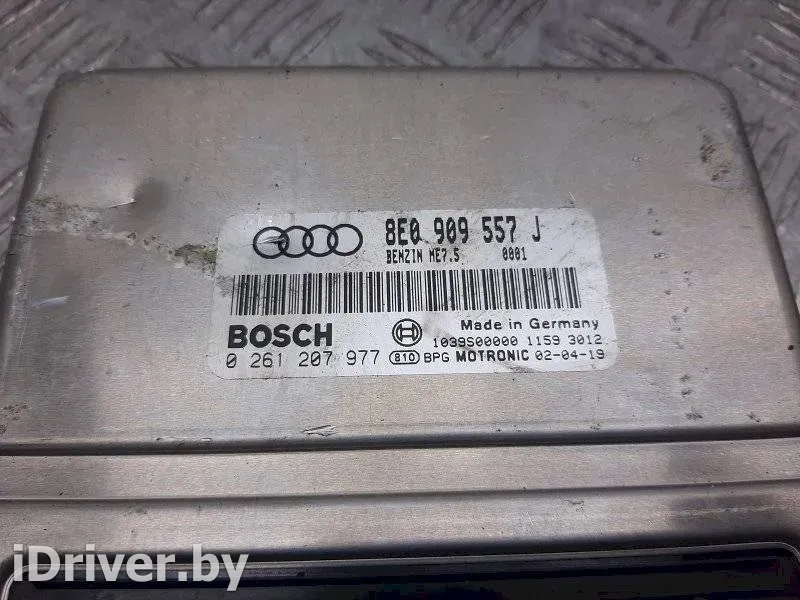 8E0 909 557 J
BENZIN ME7.5 0001
BOSCH
Made in Germany
1039S00000 1159 3012
0 261 207 977 810 BPG MOTRONIC 02-04-19
iDriver.by